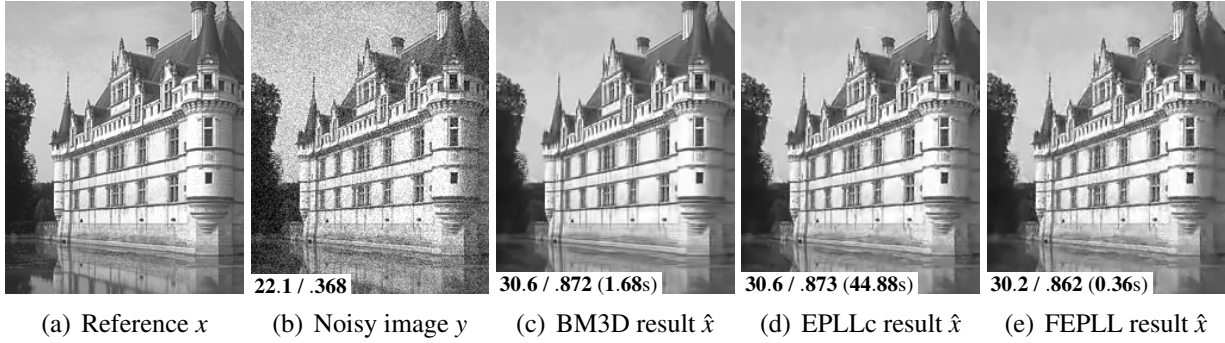 22.1 / .368
30.6 / .872 (1.68s)
30.6 / .873 (44.88s)
30.2 / .862 (0.36s)
(a) Reference x
(b) Noisy image y
(c) BM3D result x̂
(d) EPLLc result x̂
(e) FEPLL result x̂